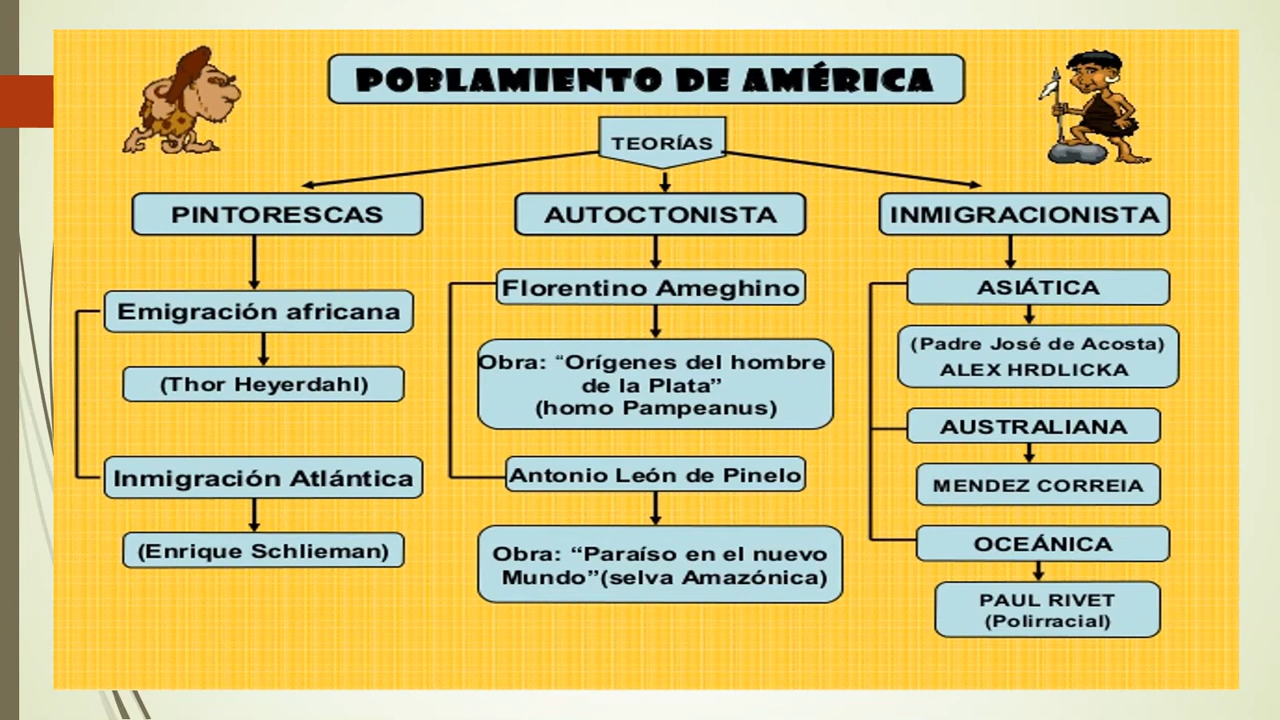 POBLAMIENTO DE AMÉRICA
TEORÍAS
PINTORESCAS
Emigración africana
(Thor Heyerdahl)
Inmigración Atlántica
(Enrique Schlieman)
AUTOCTONISTA
Florentino Ameghino
Obra: “Orígenes del hombre
de la Plata”
(homo Pampeanus)
Antonio León de Pinelo
Obra: “Paraíso en el nuevo
Mundo”(selva Amazónica)
INMIGRACIONISTA
ASIÁTICA
(Padre José de Acosta)
ALEX HRDLICKA
AUSTRALIANA
MENDEZ CORREIA
OCEÁNICA
PAUL RIVET
(Polirracial)